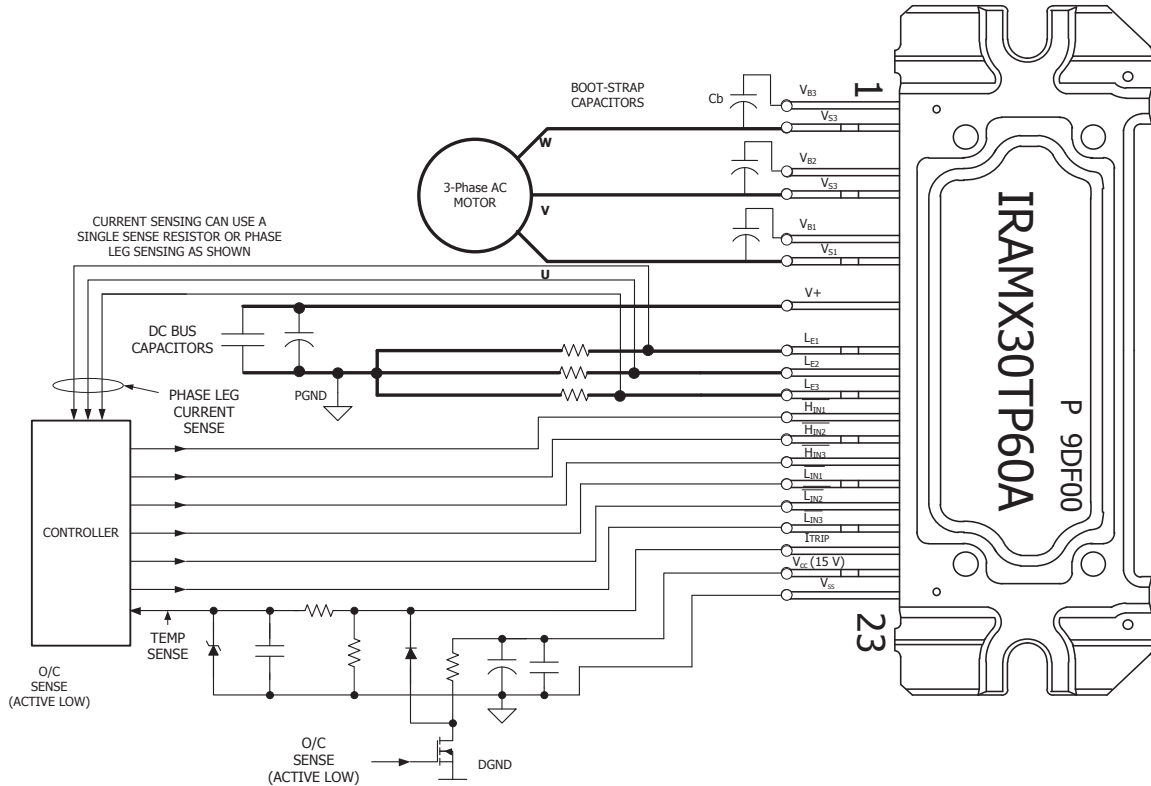 BOOT-STRAP
CAPACITORS
Cb
VB3
VS3
W
VB2
VS3
3-Phase AC
MOTOR
V
VB1
VS1
U
CURRENT SENSING CAN USE A
SINGLE SENSE RESISTOR OR PHASE
LEG SENSING AS SHOWN
V+
DC BUS
CAPACITORS
LE1
LE2
LE3
PGND
PHASE LEG
CURRENT
SENSE
HIN1
HIN2
HIN3
LIN1
LIN2
LIN3
ITRIP
VCC (15 V)
VSS
CONTROLLER
TEMP
SENSE
O/C
SENSE
(ACTIVE LOW)
O/C
SENSE
(ACTIVE LOW)
DGND
1
23
IRAMX30TP60A
P 9DF00